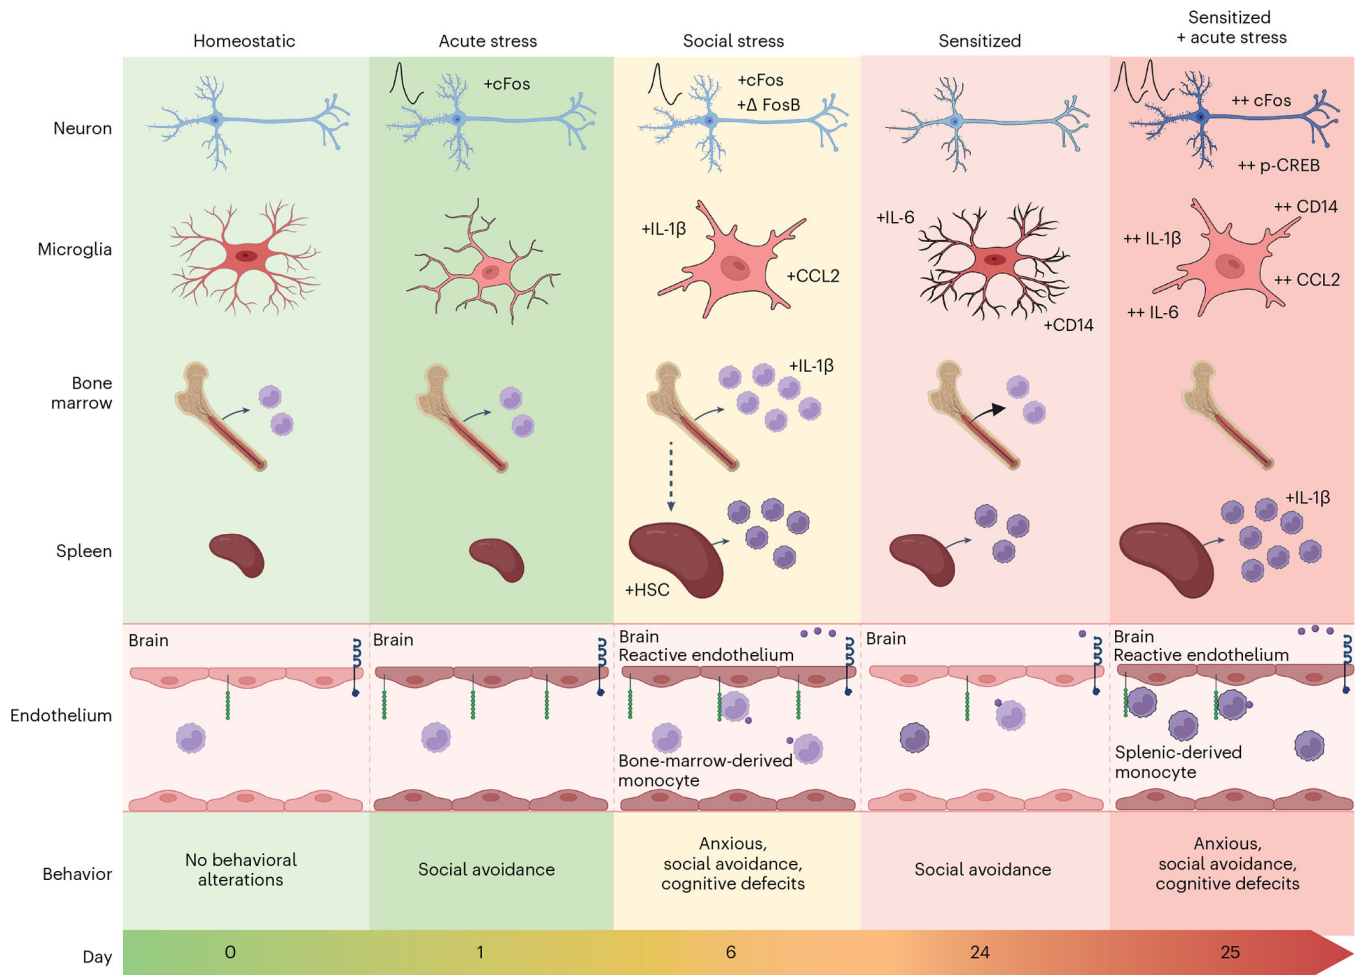 Homeostatic
Acute stress
Social stress
Sensitized
Sensitized
+ acute stress
Neuron
+cFos
+cFos
+Δ FosB
++ cFos
++ p-CREB
Microglia
+IL-1β
+CCL2
+IL-6
+CD14
++ CD14
++ IL-1β
++ CCL2
++ IL-6
Bone
marrow
+IL-1β
Spleen
+HSC
+IL-1β
Endothelium
Brain
Brain
Brain
Reactive endothelium
Bone-marrow-derived
monocyte
Brain
Brain
Reactive endothelium
Splenic-derived
monocyte
Behavior
No behavioral
alterations
Social avoidance
Anxious,
social avoidance,
cognitive defecits
Social avoidance
Anxious,
social avoidance,
cognitive defecits
Day
0
1
6
24
25